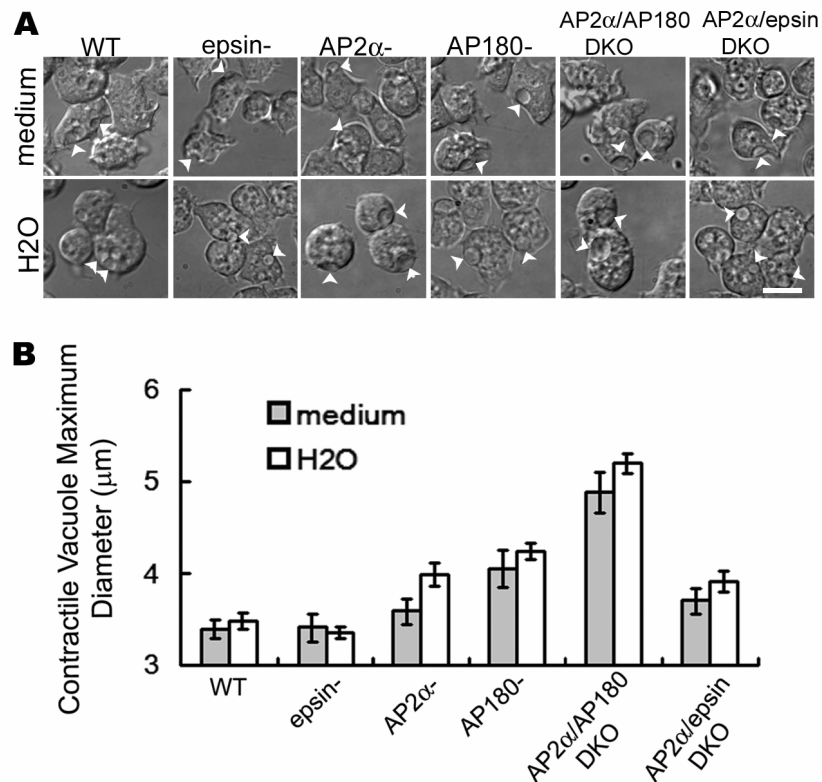 A
WT epsin- AP2α- AP180- AP2α/AP180 DKO AP2α/epsin DKO
medium
H2O
B
Contractile Vacuole Maximum
Diameter (μm)
6
5
4
3
medium
H2O
WT
epsin-
AP2α-
AP180-
AP2α/AP180
DKO
AP2α/epsin
DKO